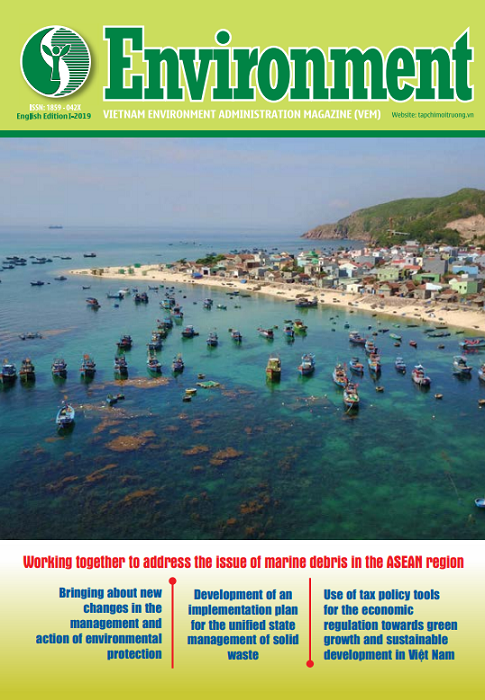 Environment
ISSN: 1859 - 042X
English Edition I-2019
VIETNAM ENVIRONMENT ADMINISTRATION MAGAZINE (VEM)
Website: tapchimoitruong.vn
Working together to address the issue of marine debris in the ASEAN region
Bringing about new
changes in the
management and
action of environmental
protection
Development of an
implementation plan
for the unified state
management of solid
waste
Use of tax policy tools
for the economic
regulation towards green
growth and sustainable
development in Việt Nam